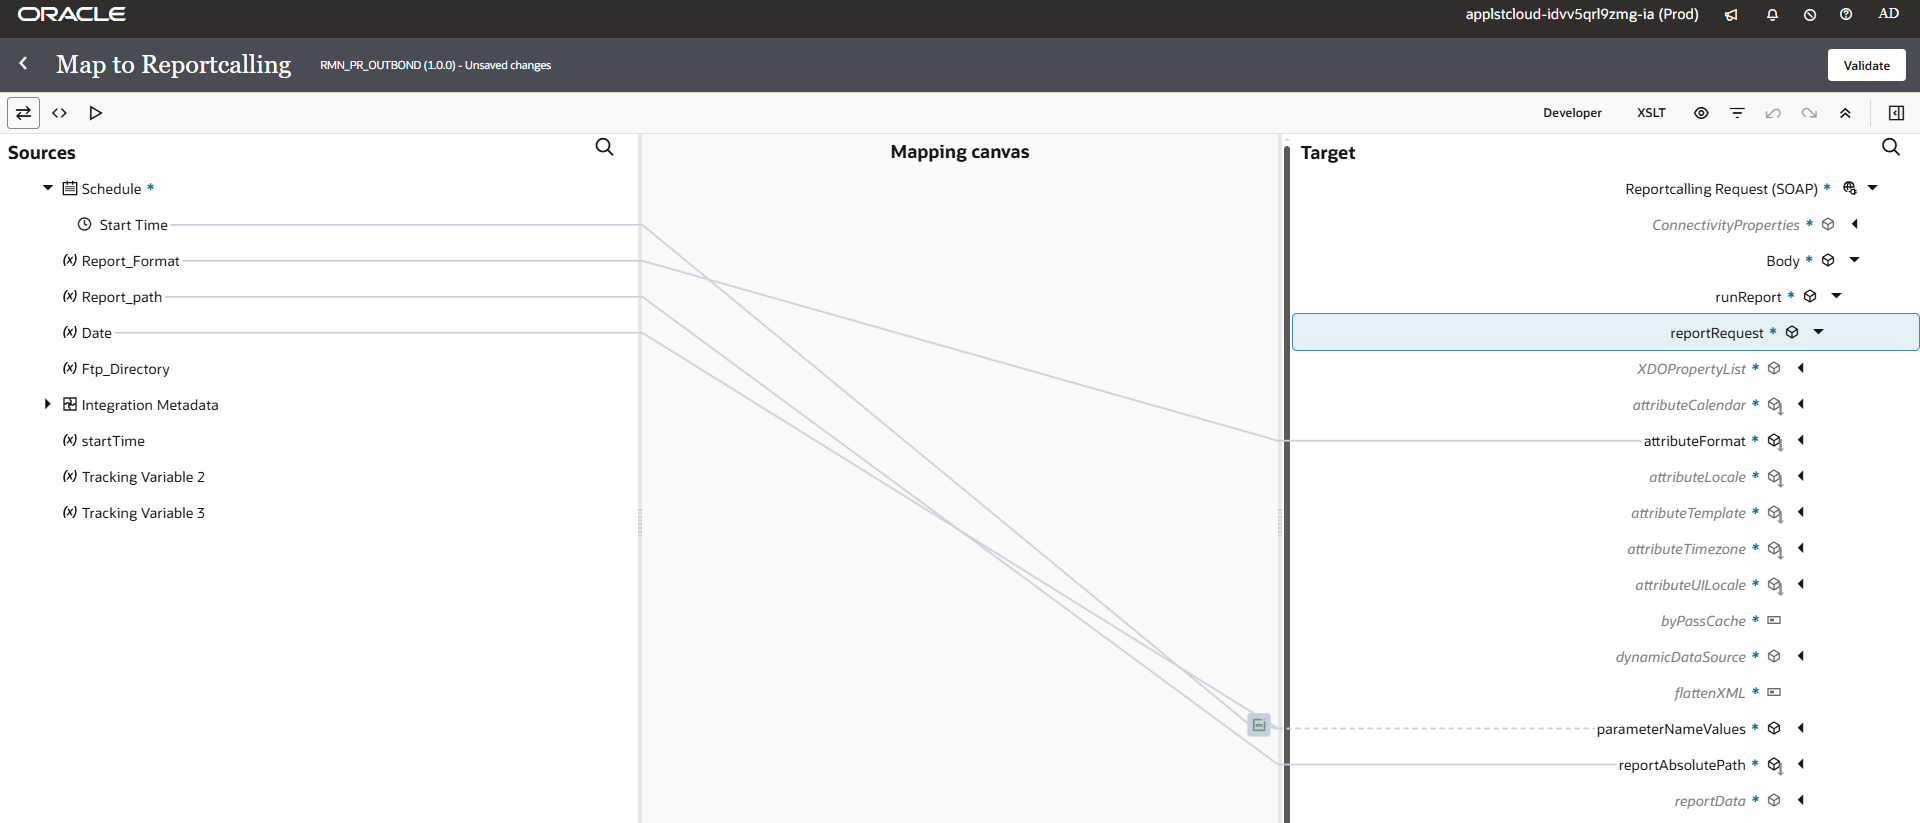 ORACLE
applstcloud-idvv5qrl9zmg-ia (Prod)
AD
Map to Reportcalling
RMN_PR_OUTBOND (1.0.0) - Unsaved changes
Validate
Developer
XSLT
Sources
Mapping canvas
Target
Schedule *
Reportcalling Request (SOAP) *
Start Time
ConnectivityProperties *
(x) Report_Format
Body *
(x) Report_path
runReport *
(x) Date
reportRequest *
(x) Ftp_Directory
XDOPropertyList *
Integration Metadata
attributeCalendar *
(x) startTime
attributeFormat *
(x) Tracking Variable 2
attributeLocale *
(x) Tracking Variable 3
attributeTemplate *
attributeTimezone *
attributeUILocale *
byPassCache *
dynamicDataSource *
flattenXML *
parameterNameValues *
reportAbsolutePath *
reportData *